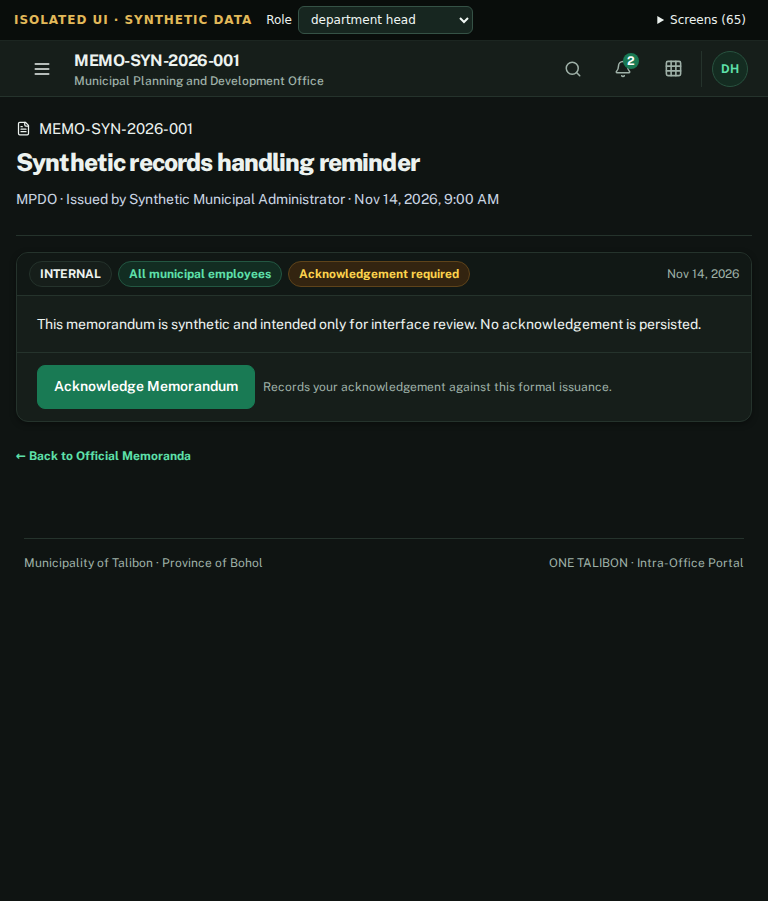 ISOLATED UI · SYNTHETIC DATA Role department head ▶ Screens (65)
MEMO-SYN-2026-001
Municipal Planning and Development Office
2
DH
MEMO-SYN-2026-001
Synthetic records handling reminder
MPDO · Issued by Synthetic Municipal Administrator · Nov 14, 2026, 9:00 AM
INTERNAL All municipal employees Acknowledgement required Nov 14, 2026
This memorandum is synthetic and intended only for interface review. No acknowledgement is persisted.
Acknowledge Memorandum Records your acknowledgement against this formal issuance.
← Back to Official Memoranda
Municipality of Talibon · Province of Bohol ONE TALIBON · Intra-Office Portal